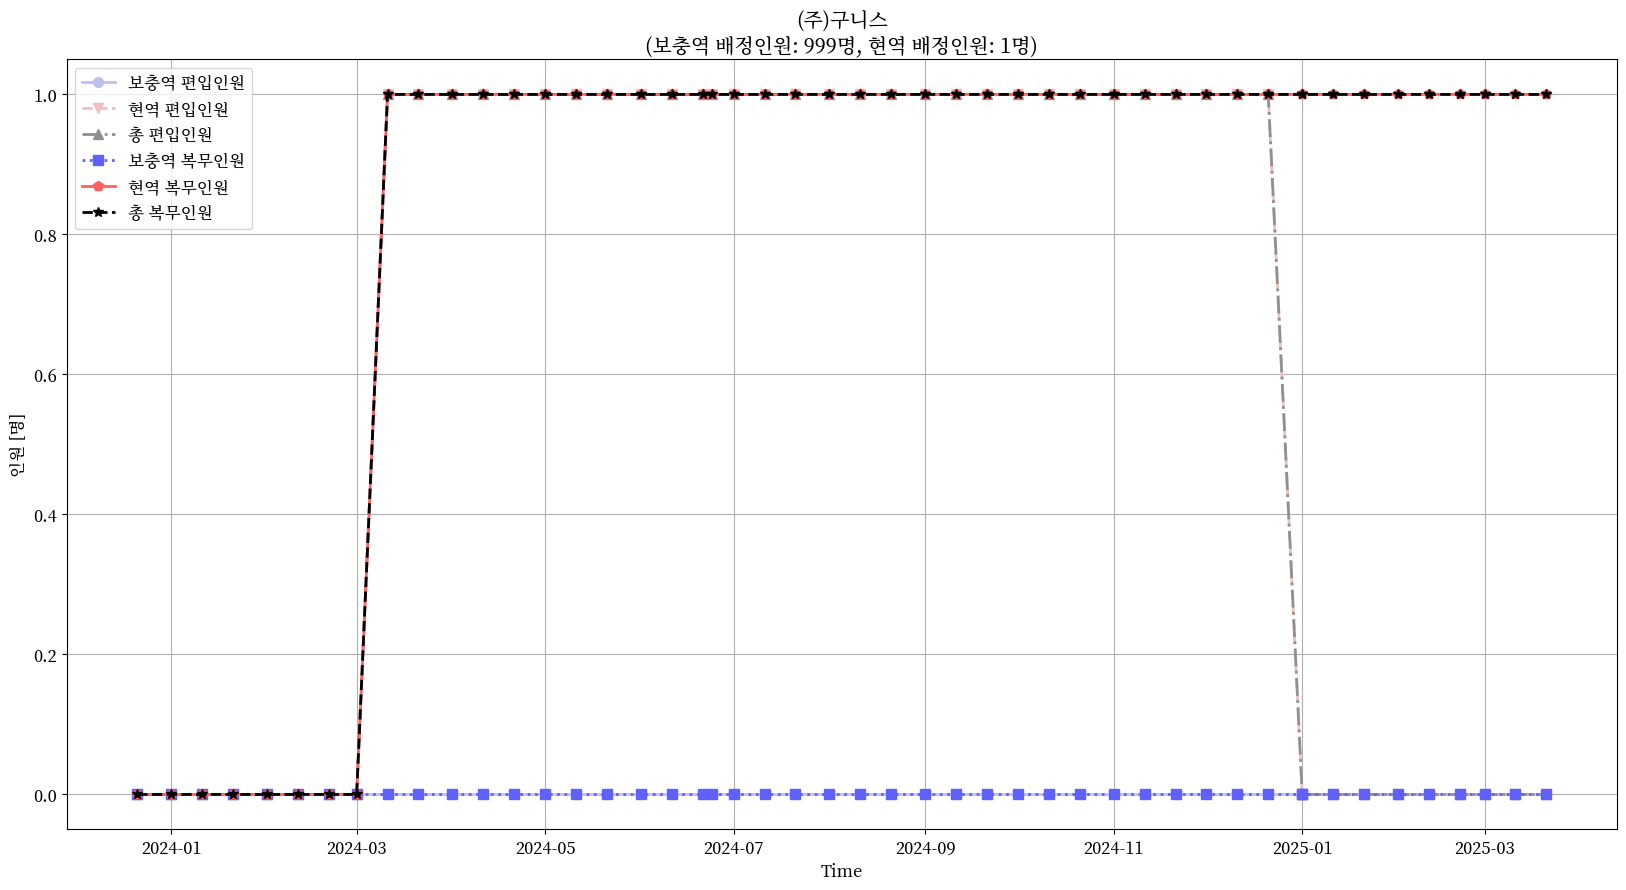 (주)구니스
(보충역 배정인원: 999명, 현역 배정인원: 1명)
보충역 편입인원
현역 편입인원
총 편입인원
보충역 복무인원
현역 복무인원
총 복무인원
1.0
0.8
0.6
0.4
0.2
0.0
인원 [명]
2024-01
2024-03
2024-05
2024-07
2024-09
2024-11
2025-01
2025-03
Time